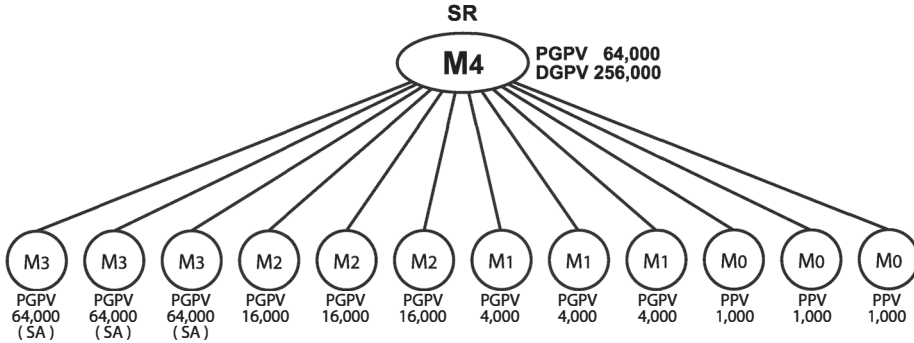 SR
M4
PGPV 64,000
DGPV 256,000
M3 M3 M3 M2 M2 M2 M1 M1 M1 M0 M0 M0
PGPV PGPV PGPV PGPV PGPV PGPV PGPV PGPV PGPV PPV PPV PPV
64,000 64,000 64,000 16,000 16,000 16,000 4,000 4,000 4,000 1,000 1,000 1,000
( SA ) ( SA ) ( SA )